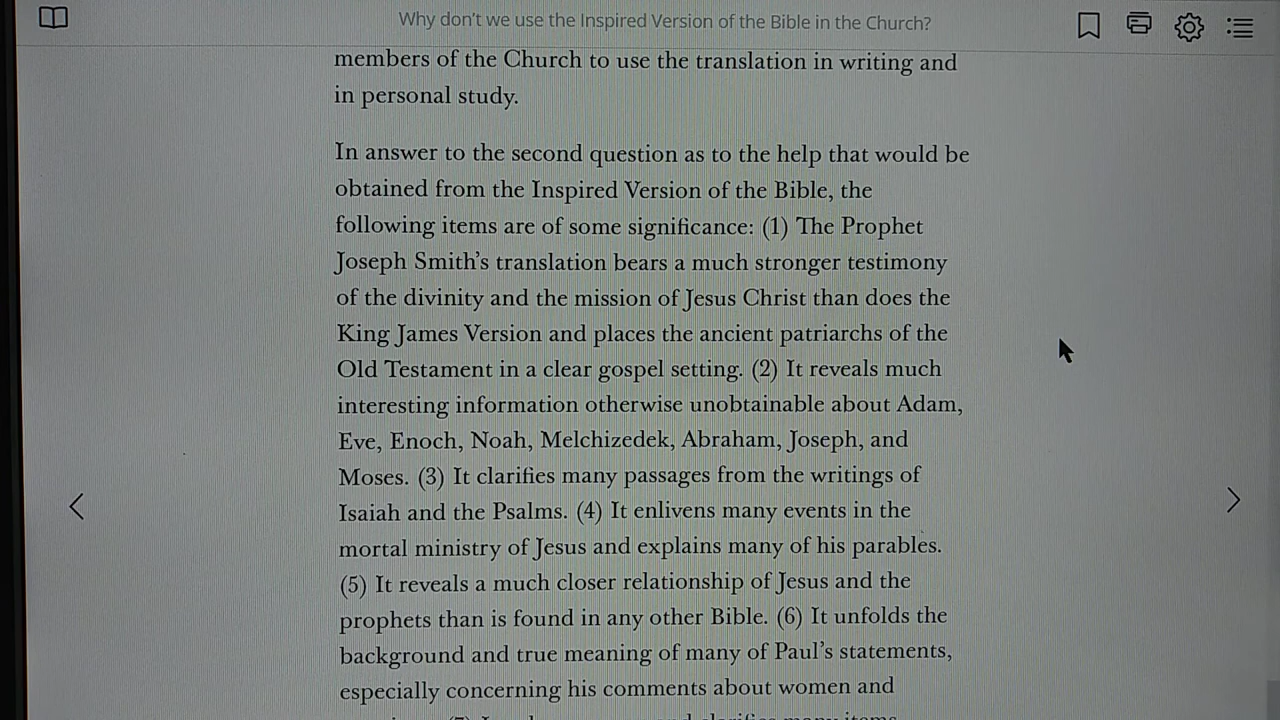 Why don't we use the Inspired Version of the Bible in the Church?
members of the Church to use the translation in writing and
in personal study.
In answer to the second question as to the help that would be
obtained from the Inspired Version of the Bible, the
following items are of some significance: (1) The Prophet
Joseph Smith's translation bears a much stronger testimony
of the divinity and the mission of Jesus Christ than does the
King James Version and places the ancient patriarchs of the
Old Testament in a clear gospel setting. (2) It reveals much
interesting information otherwise unobtainable about Adam,
Eve, Enoch, Noah, Melchizedek, Abraham, Joseph, and
Moses. (3) It clarifies many passages from the writings of
Isaiah and the Psalms. (4) It enlivens many events in the
mortal ministry of Jesus and explains many of his parables.
(5) It reveals a much closer relationship of Jesus and the
prophets than is found in any other Bible. (6) It unfolds the
background and true meaning of many of Paul's statements,
especially concerning his comments about women and
clarifies many items